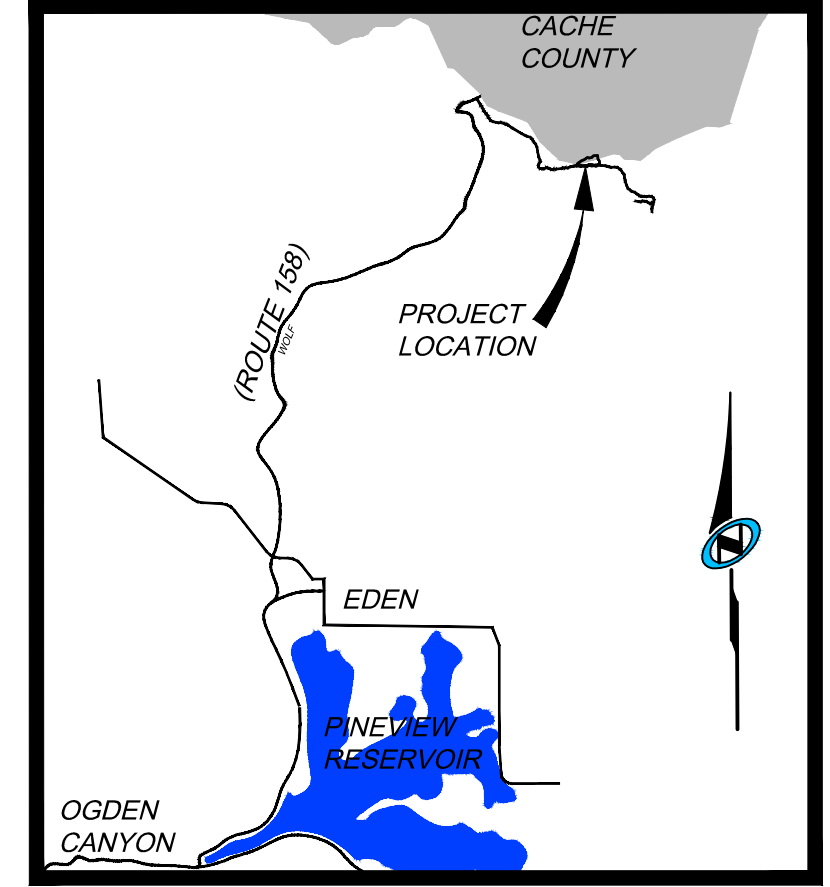 CACHE
COUNTY
(ROUTE 158)
WOLF
PROJECT
LOCATION
N
EDEN
PINEVIEW
RESERVOIR
OGDEN
CANYON